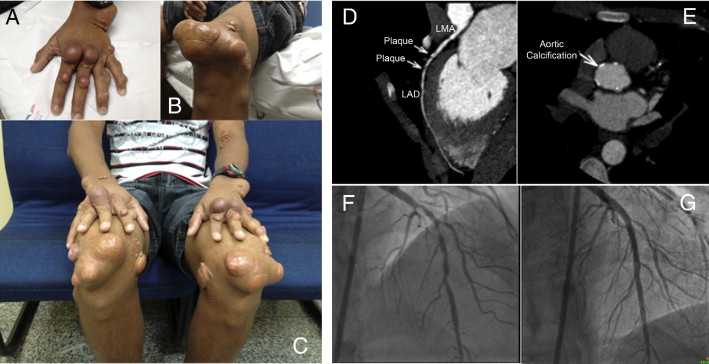 A
B
C
D
LMA
Plaque
Plaque
LAD
E
Aortic
Calcification
F
G